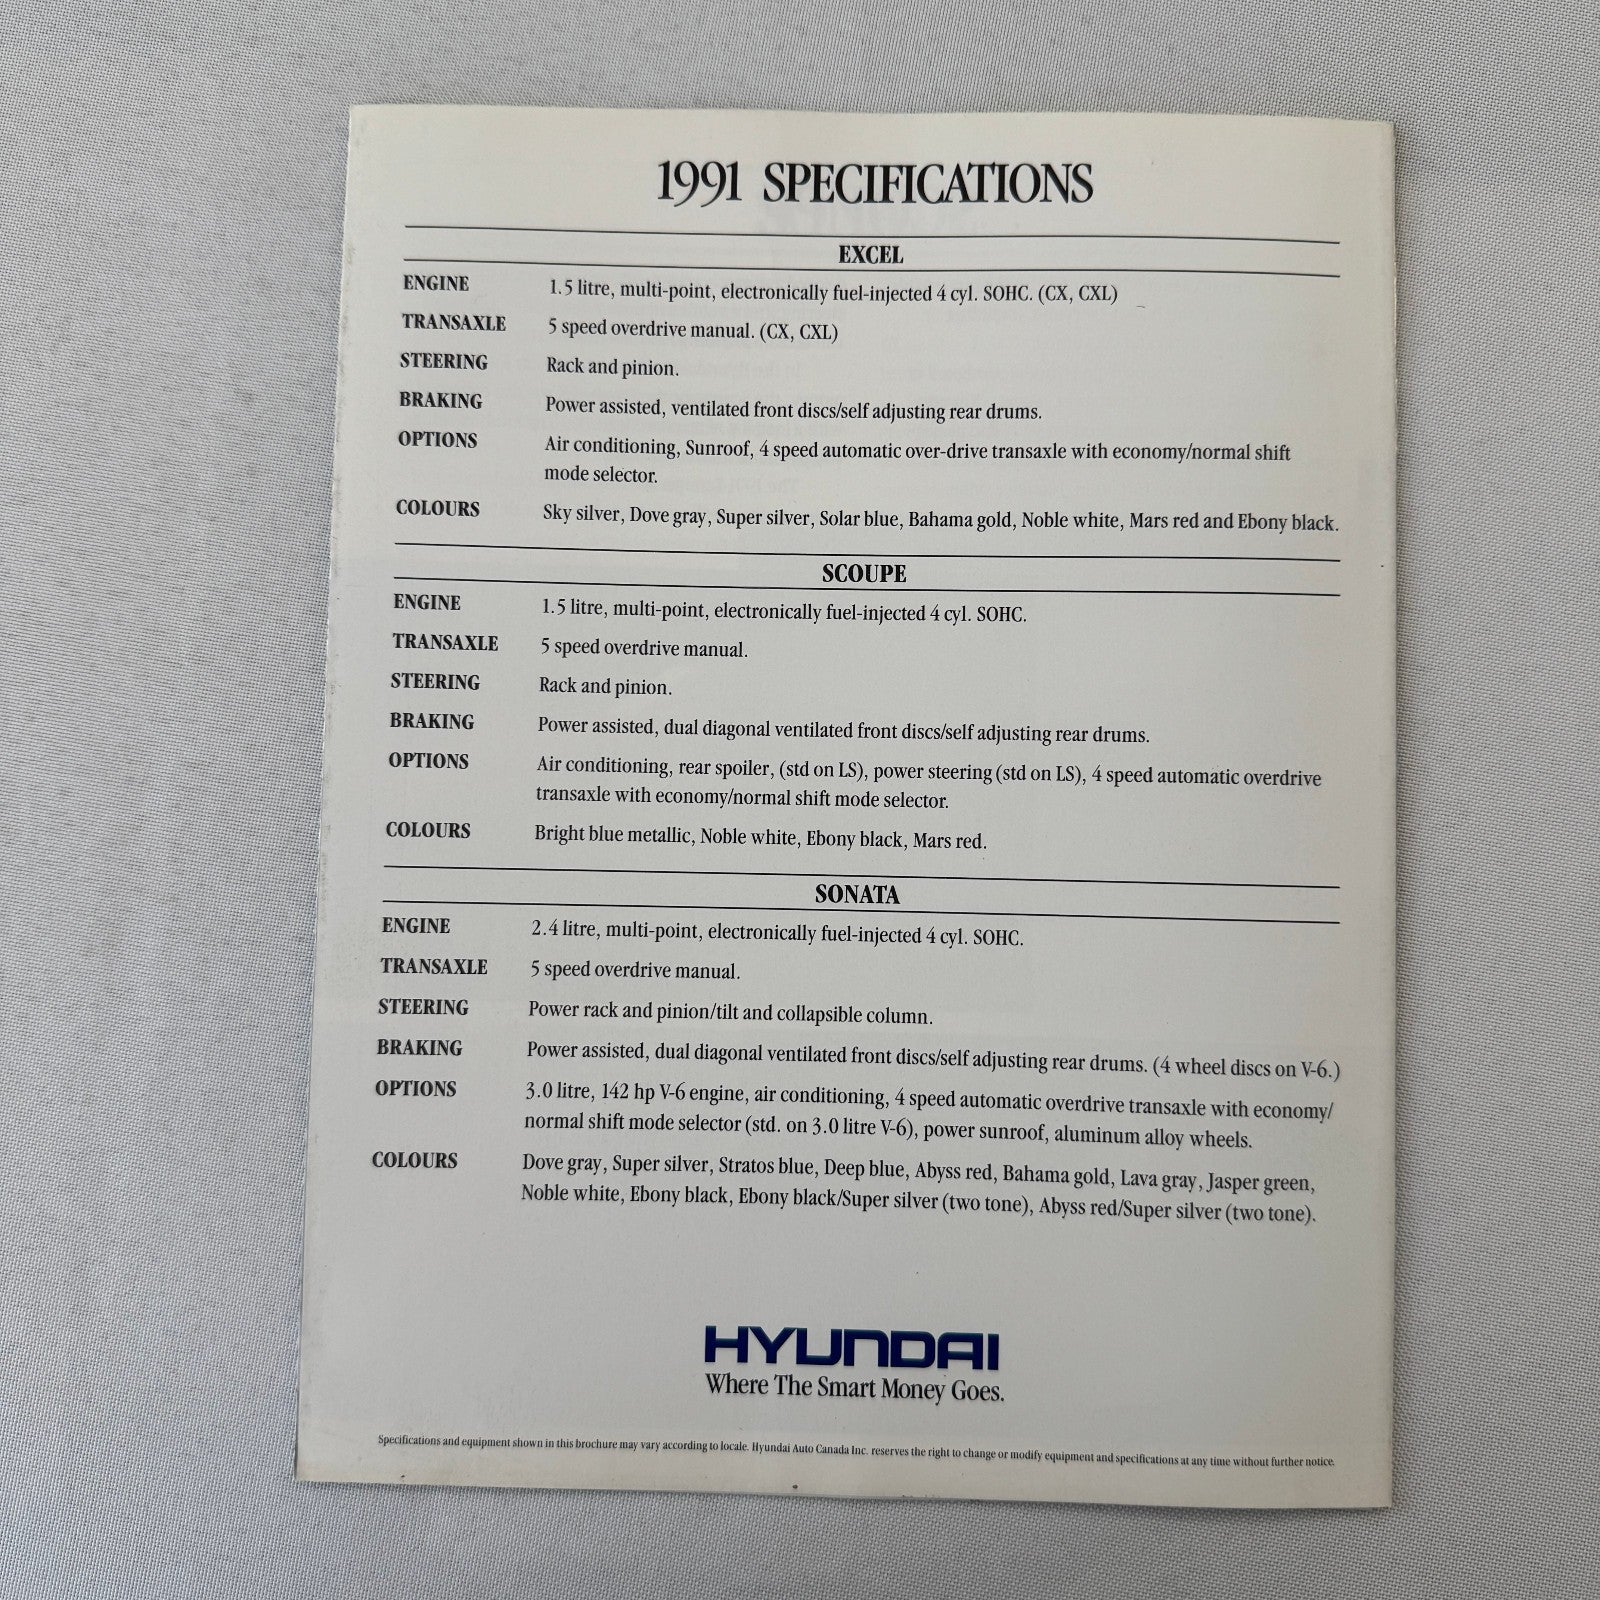 1991 SPECIFICATIONS
EXCEL
ENGINE 1.5 litre, multi-point, electronically fuel-injected 4 cyl. SOHC. (CX, CXL)
TRANSAXLE 5 speed overdrive manual. (CX, CXL)
STEERING Rack and pinion.
BRAKING Power assisted, ventilated front discs/self adjusting rear drums.
OPTIONS Air conditioning, Sunroof, 4 speed automatic over-drive transaxle with economy/normal shift
mode selector.
COLOURS Sky silver, Dove gray, Super silver, Solar blue, Bahama gold, Noble white, Mars red and Ebony black.
SCOUPE
ENGINE 1.5 litre, multi-point, electronically fuel-injected 4 cyl. SOHC.
TRANSAXLE 5 speed overdrive manual.
STEERING Rack and pinion.
BRAKING Power assisted, dual diagonal ventilated front discs/self adjusting rear drums.
OPTIONS Air conditioning, rear spoiler, (std on LS), power steering (std on LS), 4 speed automatic overdrive
transaxle with economy/normal shift mode selector.
COLOURS Bright blue metallic, Noble white, Ebony black, Mars red.
SONATA
ENGINE 2.4 litre, multi-point, electronically fuel-injected 4 cyl. SOHC.
TRANSAXLE 5 speed overdrive manual.
STEERING Power rack and pinion/tilt and collapsible column.
BRAKING Power assisted, dual diagonal ventilated front discs/self adjusting rear drums. (4 wheel discs on V-6.)
OPTIONS 3.0 litre, 142 hp V-6 engine, air conditioning, 4 speed automatic overdrive transaxle with economy/
normal shift mode selector (std. on 3.0 litre V-6), power sunroof, aluminum alloy wheels.
COLOURS Dove gray, Super silver, Stratos blue, Deep blue, Abyss red, Bahama gold, Lava gray, Jasper green,
Noble white, Ebony black, Ebony black/Super silver (two tone), Abyss red/Super silver (two tone).
HYUNDAI
Where The Smart Money Goes.
Specifications and equipment shown in this brochure may vary according to locale. Hyundai Auto Canada Inc. reserves the right to change or modify equipment and specifications at any time without further notice.